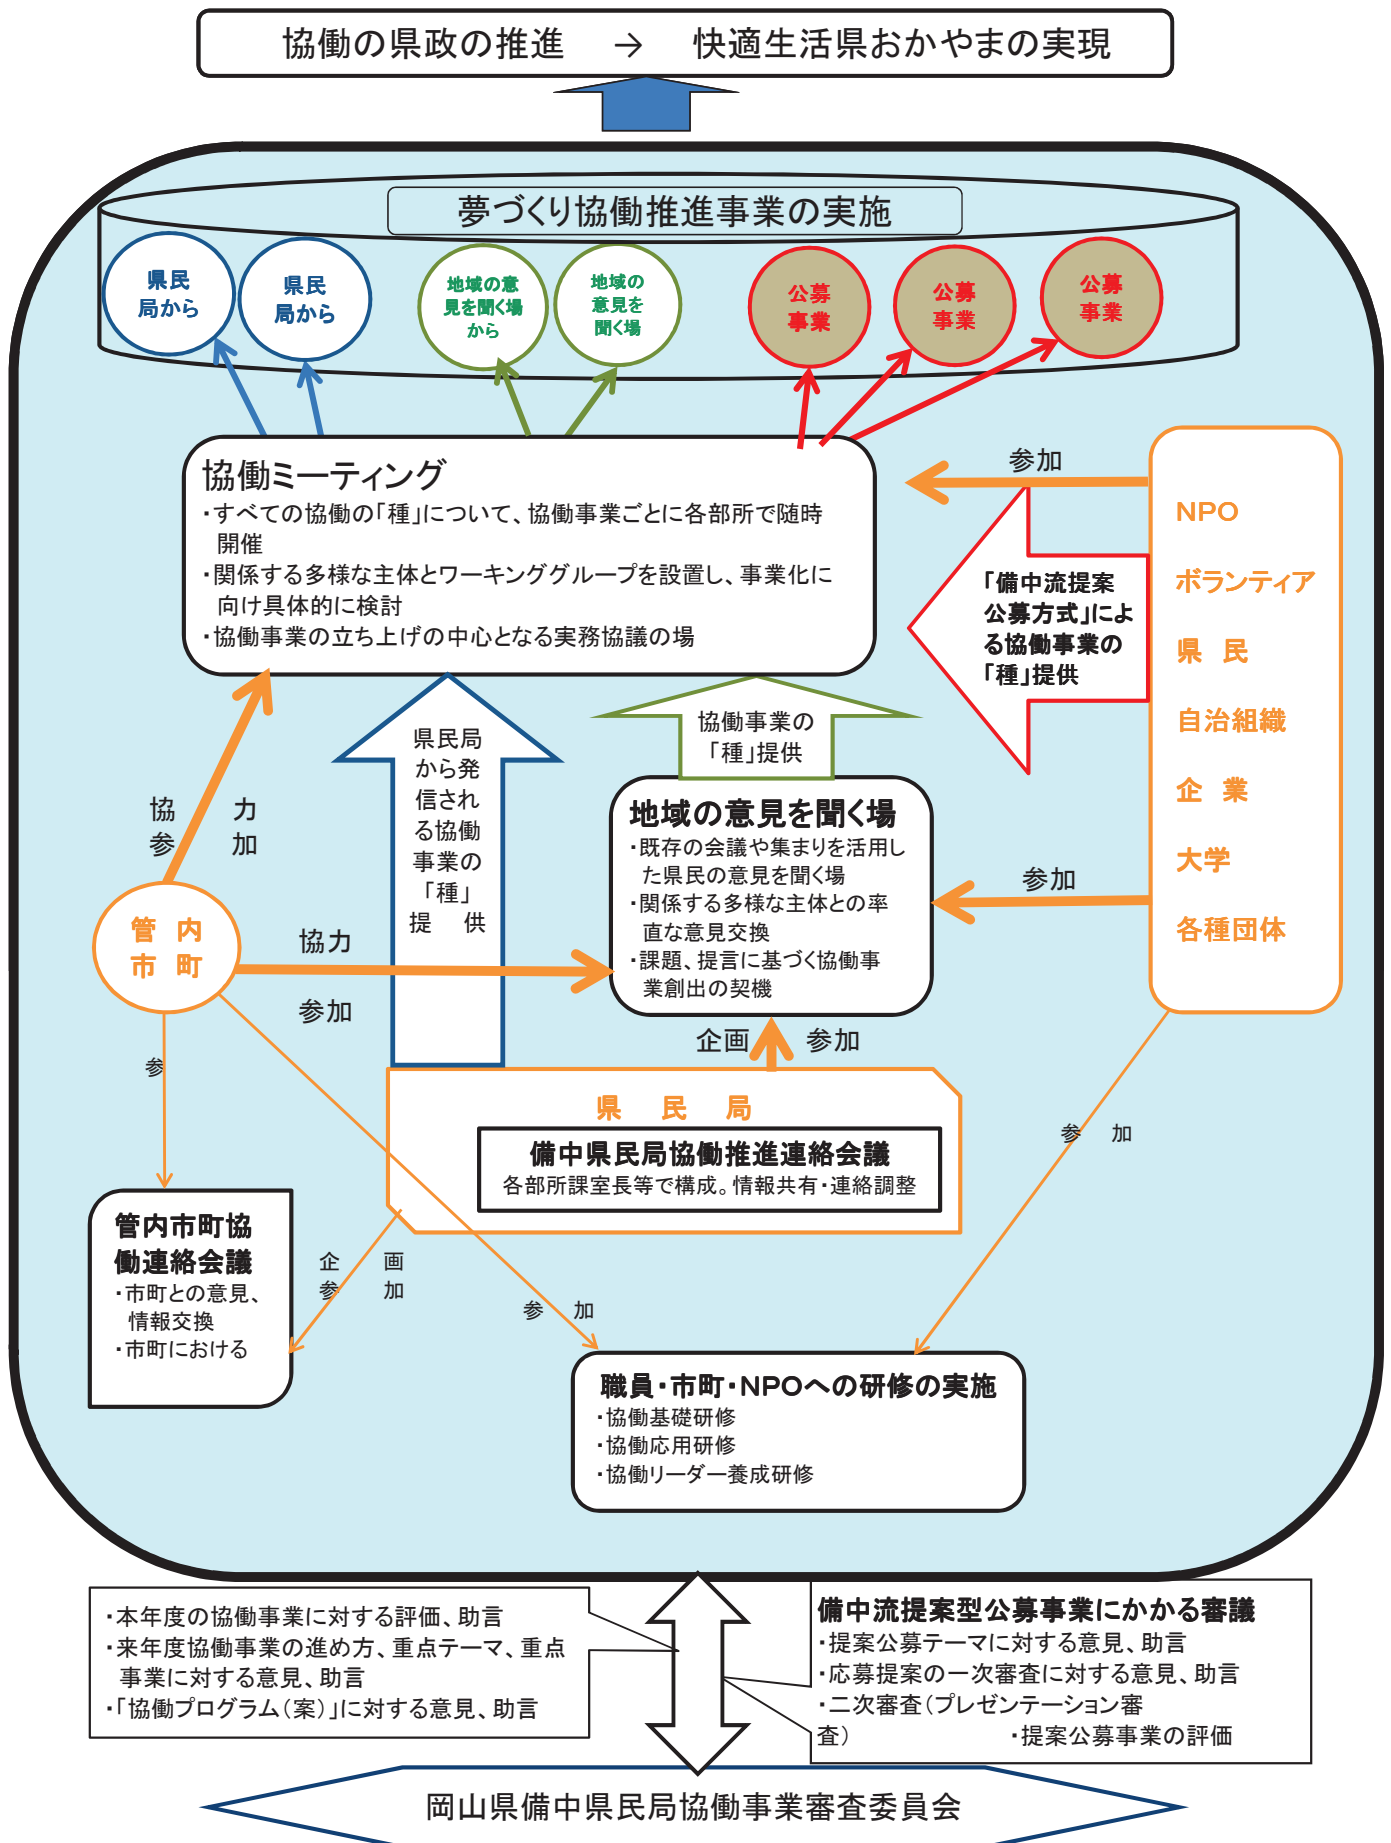 協働の県政の推進　→　快適生活県おかやまの実現
夢づくり協働推進事業の実施
県民
局から
県民
局から
地域の意
見を聞く場
から
地域の
意見を
聞く場
公募
事業
公募
事業
公募
事業
協働ミーティング
・すべての協働の「種」について、協働事業ごとに各部所で随時
開催
・関係する多様な主体とワーキンググループを設置し、事業化に
向け具体的に検討
・協働事業の立ち上げの中心となる実務協議の場
参加
NPO
ボランティア
県　民
自治組織
企　業
大学
各種団体
「備中流提案
公募方式」によ
る協働事業の
「種」提供
県民局
から発
信され
る協働
事業の
「種」
提　供
協働事業の
「種」提供
協　力
参　加
地域の意見を聞く場
・既存の会議や集まりを活用し
た県民の意見を聞く場
・関係する多様な主体との率
直な意見交換
・課題、提言に基づく協働事
業創出の契機
参加
管　内
市　町
協力
参加
企画　参加
参
県　民　局
備中県民局協働推進連絡会議
各部所課室長等で構成。情報共有・連絡調整
参　加
管内市町協
働連絡会議
・市町との意見、
情報交換
・市町における
企　画
参　加
参　加
職員・市町・NPOへの研修の実施
・協働基礎研修
・協働応用研修
・協働リーダー養成研修
・本年度の協働事業に対する評価、助言
・来年度協働事業の進め方、重点テーマ、重点
事業に対する意見、助言
・「協働プログラム（案）」に対する意見、助言
備中流提案型公募事業にかかる審議
・提案公募テーマに対する意見、助言
・応募提案の一次審査に対する意見、助言
・二次審査（プレゼンテーション審
査）　　　・提案公募事業の評価
岡山県備中県民局協働事業審査委員会